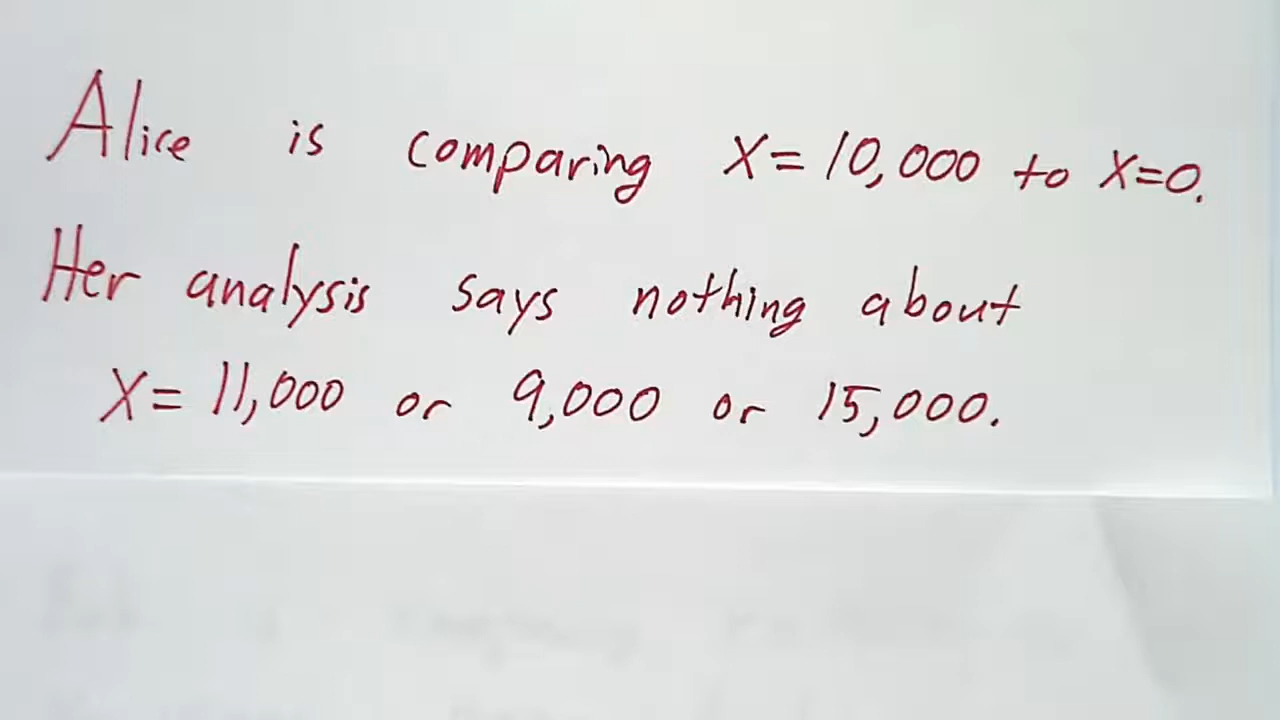 Alice is comparing X = 10,000 to X=0.
Her analysis says nothing about
X = 11,000 or 9,000 or 15,000.